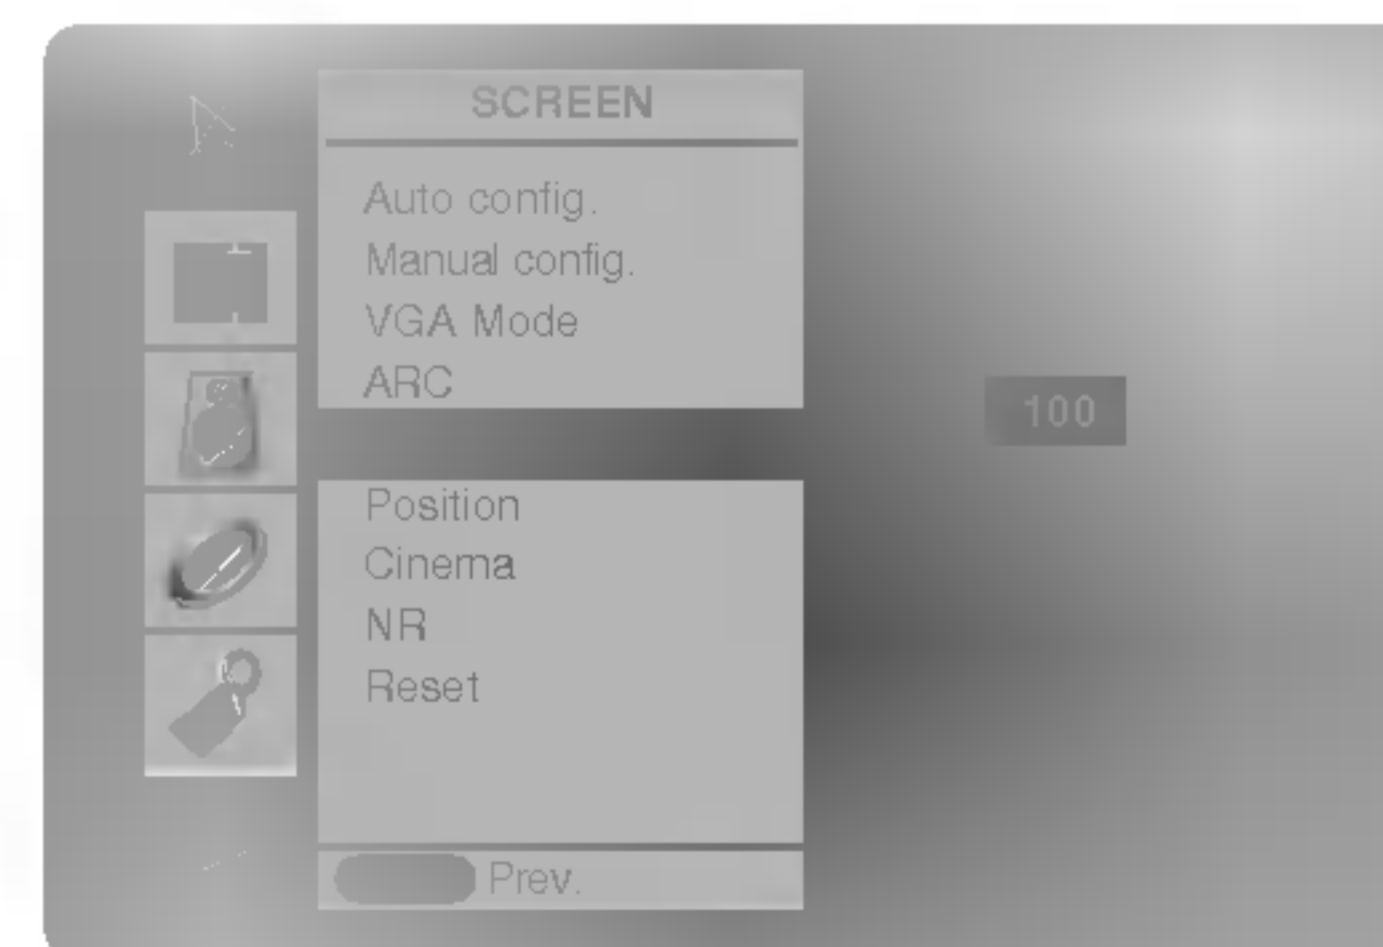 SCREEN
Auto config.
Manual config.
VGA Mode
ARC
100
Position
Cinema
NR
Reset
Prev.